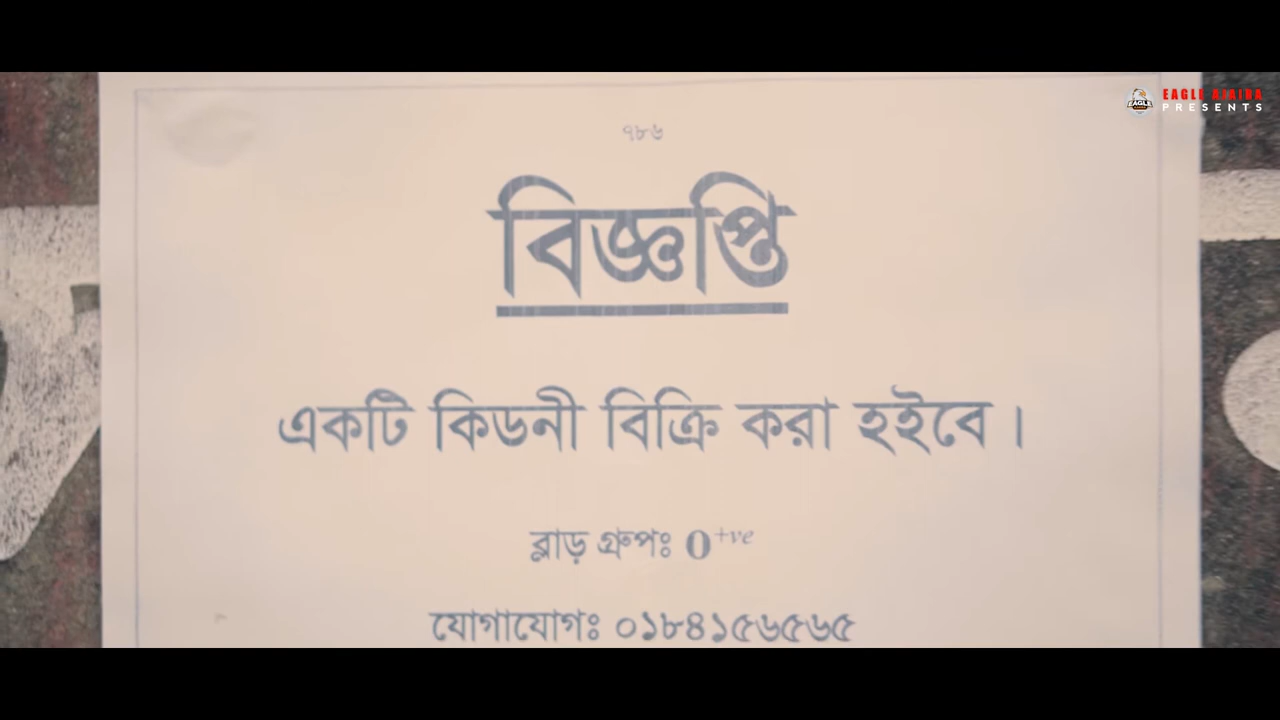 EAGLE
PRESENTS
৭৮৬
বিজ্ঞপ্তি
একটি কিডনী বিক্রি করা হইবে।
ব্লাড় গ্রুপঃ O+ve
যোগাযোগঃ ০১৮৪১৫৬৫৬৫